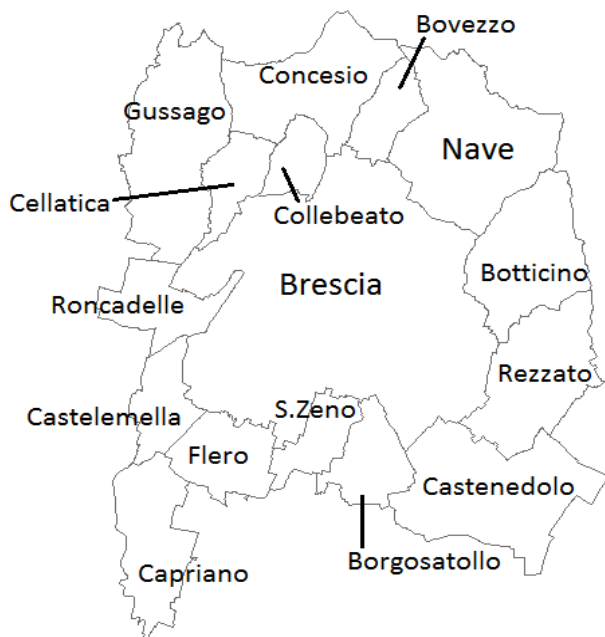 Bovezzo
Concesio
Gussago
Nave
Cellatica
Collebeato
Botticino
Brescia
Roncadelle
Rezzato
Castelemella
S.Zeno
Flero
Castenedolo
Borgosatollo
Capriano